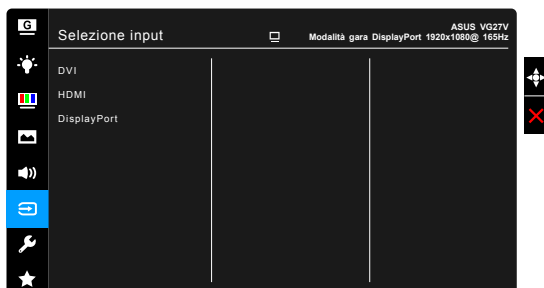 G
Selezione input
ASUS VG27V
Modalità gara DisplayPort 1920x1080@ 165Hz
DVI
HDMI
DisplayPort